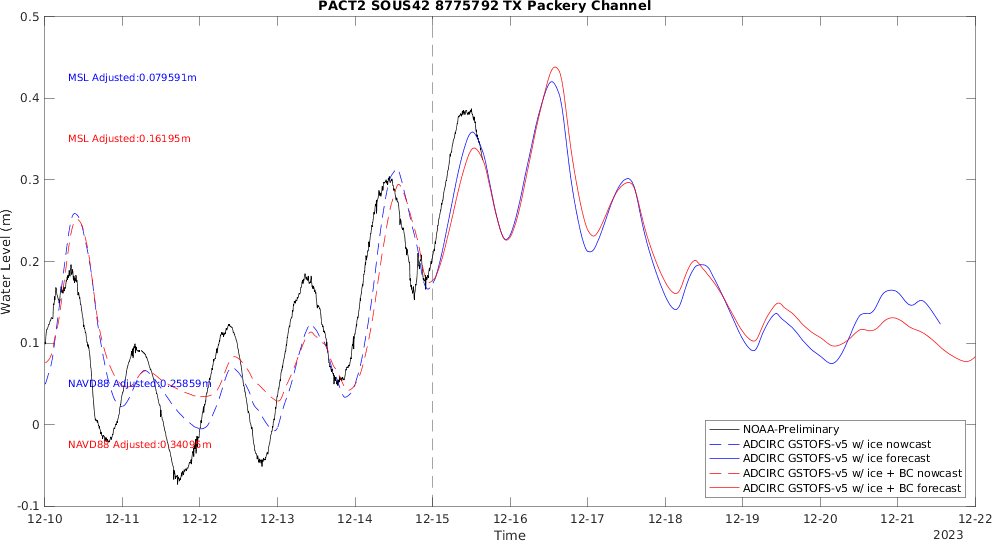 PACT2 SOUS42 8775792 TX Packery Channel
0.5
0.4
0.3
0.2
0.1
0
-0.1
Water Level (m)
MSL Adjusted:0.079591m
MSL Adjusted:0.16195m
NAVD88 Adjusted:0.25859m
NAVD88 Adjusted:0.34095m
NOAA-Preliminary
ADCIRC GSTOFS-v5 w/ ice nowcast
ADCIRC GSTOFS-v5 w/ ice forecast
ADCIRC GSTOFS-v5 w/ ice + BC nowcast
ADCIRC GSTOFS-v5 w/ ice + BC forecast
12-10 12-11 12-12 12-13 12-14 12-15 12-16 12-17 12-18 12-19 12-20 12-21 12-22
Time
2023